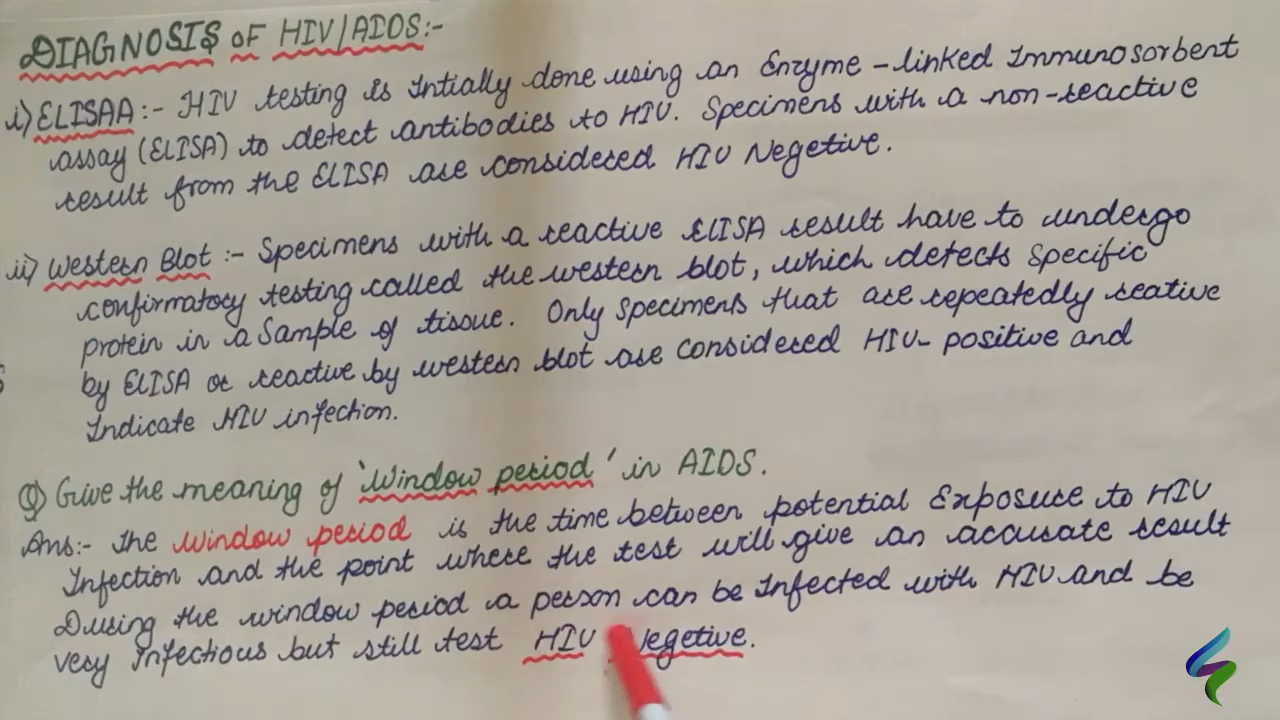 DIAGNOSIS OF HIV/AIDS:-
i) ELISAA :- HIV testing is Intially done using an Enzyme-linked Immunosorbent
assay (ELISA) to detect antibodies to HIV. Specimens with a non-reactive
result from the ELISA are considered HIV Negetive.
ii) Western Blot :- Specimens with a reactive ELISA result have to undergo
confirmatory testing called the western blot, which detects specific
protein in a Sample of tissue. Only specimens that are repeatedly reative
by ELISA or reactive by western blot are considered HIV- positive and
Indicate HIV infection.
Q) Give the meaning of 'Window period' in AIDS.
Ans:- The Window period is the time between potential Exposure to HIV
Infection and the point where the test will give an accurate result
During the window period a person can be Infected with HIV and be
very Infectious but still test HIV Negetive.